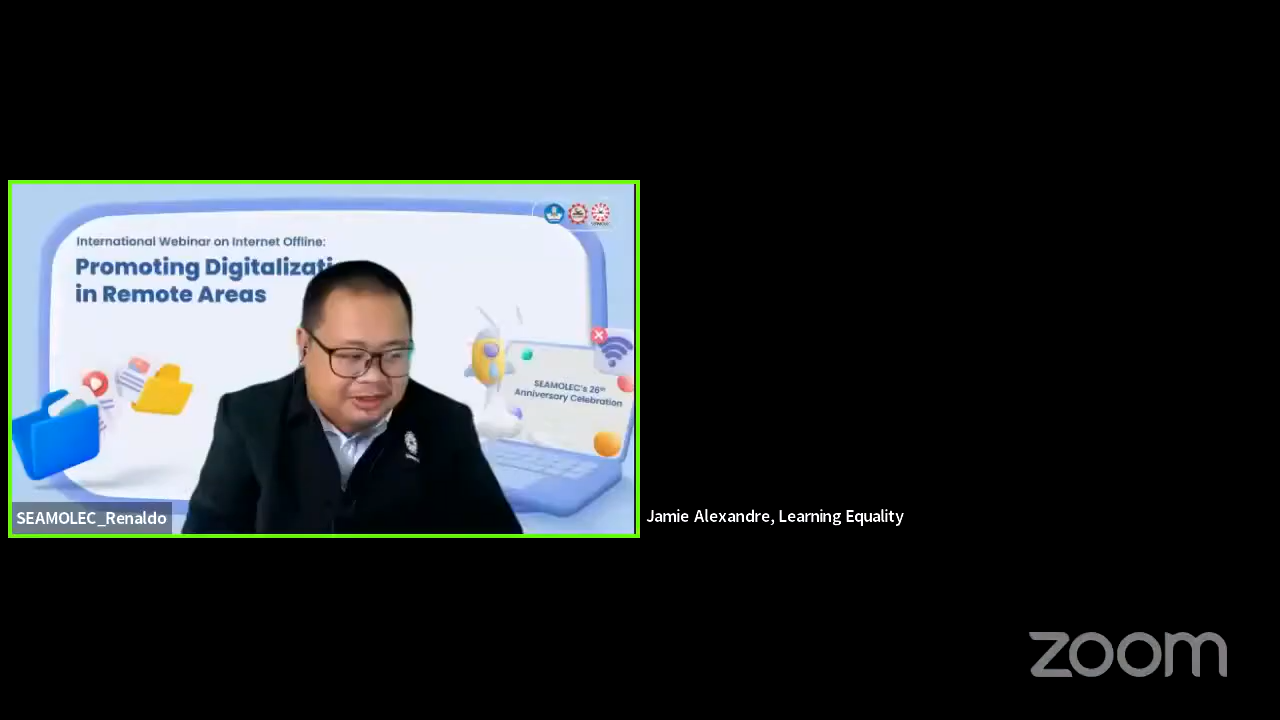 International Webinar on Internet Offline:
Promoting Digitalizati
in Remote Areas
SEAMOLEC's 26th
Anniversary Celebration
SEAMOLEC_Renaldo
Jamie Alexandre, Learning Equality
zoom